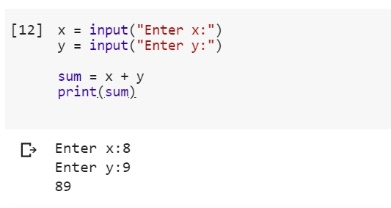 [12] x = input("Enter x:")
y = input("Enter y:")
sum = x + y
print(sum)
Enter x:8
Enter y:9
89